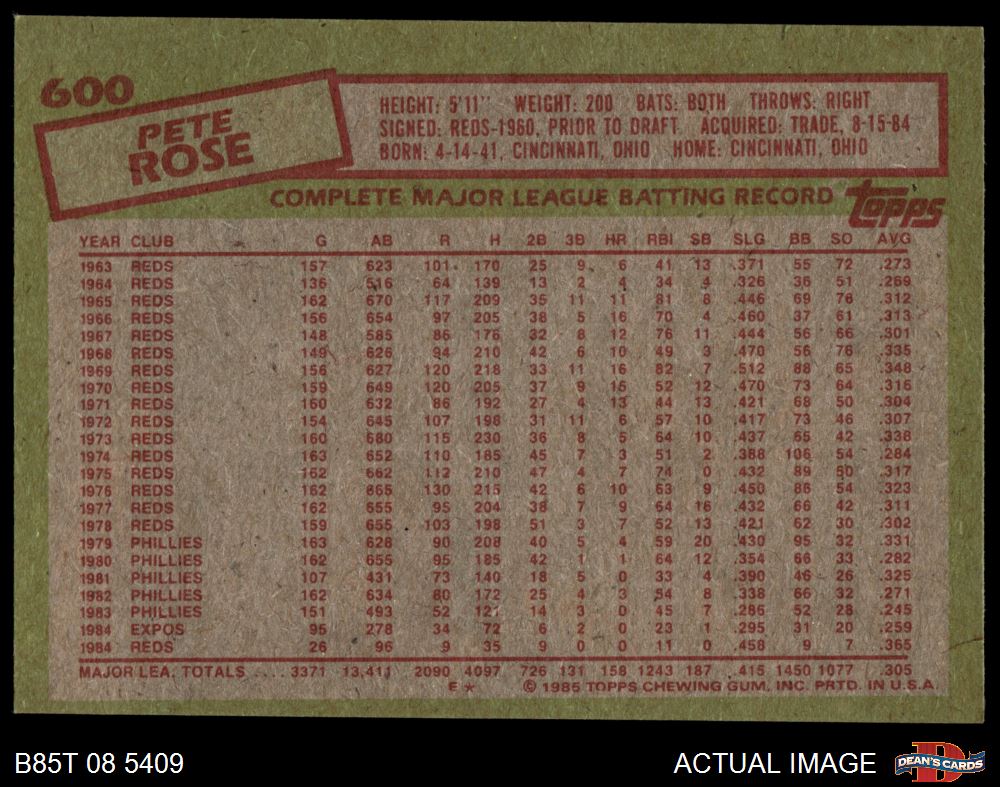 600
PETE
ROSE
HEIGHT: 5'11" WEIGHT: 200 BATS: BOTH THROWS: RIGHT
SIGNED: REDS-1960, PRIOR TO DRAFT ACQUIRED: TRADE, 8-15-84
BORN: 4-14-41, CINCINNATI, OHIO HOME: CINCINNATI, OHIO
COMPLETE MAJOR LEAGUE BATTING RECORD Topps
YEAR CLUB G AB R H 2B 3B HR RBI SB SLG BB SO AVG
1963 REDS 157 623 101 170 25 9 6 41 13 .371 55 72 .273
1964 REDS 136 516 64 139 13 2 4 34 4 .326 36 51 .269
1965 REDS 162 670 117 209 35 11 11 81 8 .446 69 76 .312
1966 REDS 156 654 97 205 38 5 16 70 4 .460 37 61 .313
1967 REDS 148 585 86 176 32 8 12 76 11 .444 56 66 .301
1968 REDS 149 626 94 210 42 6 10 49 3 .470 56 76 .335
1969 REDS 156 627 120 218 33 11 16 82 7 .512 88 65 .348
1970 REDS 159 649 120 205 37 9 15 52 12 .470 73 64 .316
1971 REDS 160 632 86 192 27 4 13 44 13 .421 68 50 .304
1972 REDS 154 645 107 198 31 11 6 57 10 .417 73 46 .307
1973 REDS 160 680 115 230 36 8 5 64 10 .437 65 42 .338
1974 REDS 163 652 110 185 45 7 3 51 2 .388 106 54 .284
1975 REDS 162 662 112 210 47 4 7 74 0 .432 89 50 .317
1976 REDS 162 665 130 215 42 6 10 63 9 .450 86 54 .323
1977 REDS 162 655 95 204 38 7 9 64 16 .432 66 42 .311
1978 REDS 159 655 103 198 51 3 7 52 13 .421 62 30 .302
1979 PHILLIES 163 628 90 208 40 5 4 59 20 .430 95 32 .331
1980 PHILLIES 162 655 95 185 42 1 1 64 12 .354 66 33 .282
1981 PHILLIES 107 431 73 140 18 5 0 33 4 .390 46 26 .325
1982 PHILLIES 162 634 80 172 25 4 3 54 8 .338 66 32 .271
1983 PHILLIES 151 493 52 121 14 3 0 45 7 .286 52 28 .245
1984 EXPOS 95 278 34 72 6 2 0 23 1 .295 31 20 .259
1984 REDS 26 96 9 35 9 0 0 11 0 .458 9 7 .365
MAJOR LEA. TOTALS .... 3371 13,411 2090 4097 726 131 158 1243 187 .415 1450 1077 .305
E * © 1985 TOPPS CHEWING GUM, INC. PRTD. IN U.S.A.
B85T 08 5409 ACTUAL IMAGE DEAN'S CARDS